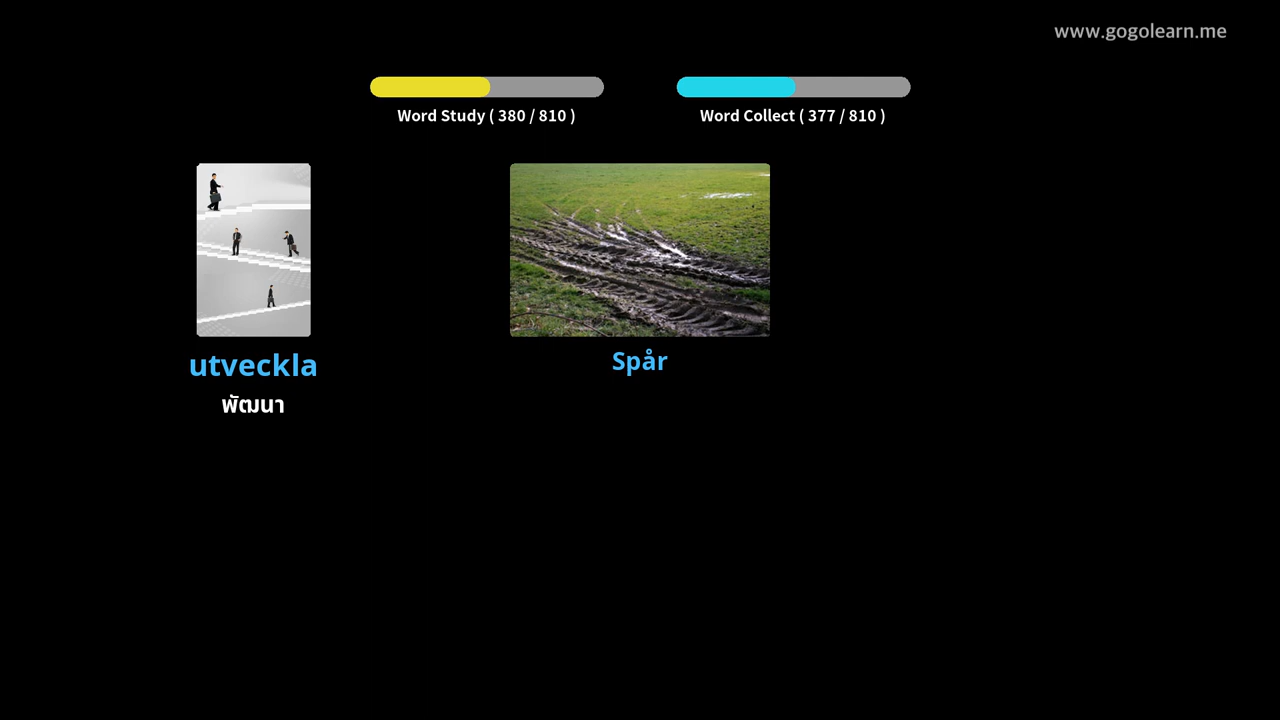 www.gogolearn.me
Word Study ( 380 / 810 )
Word Collect ( 377 / 810 )
utveckla
พัฒนา
Spår